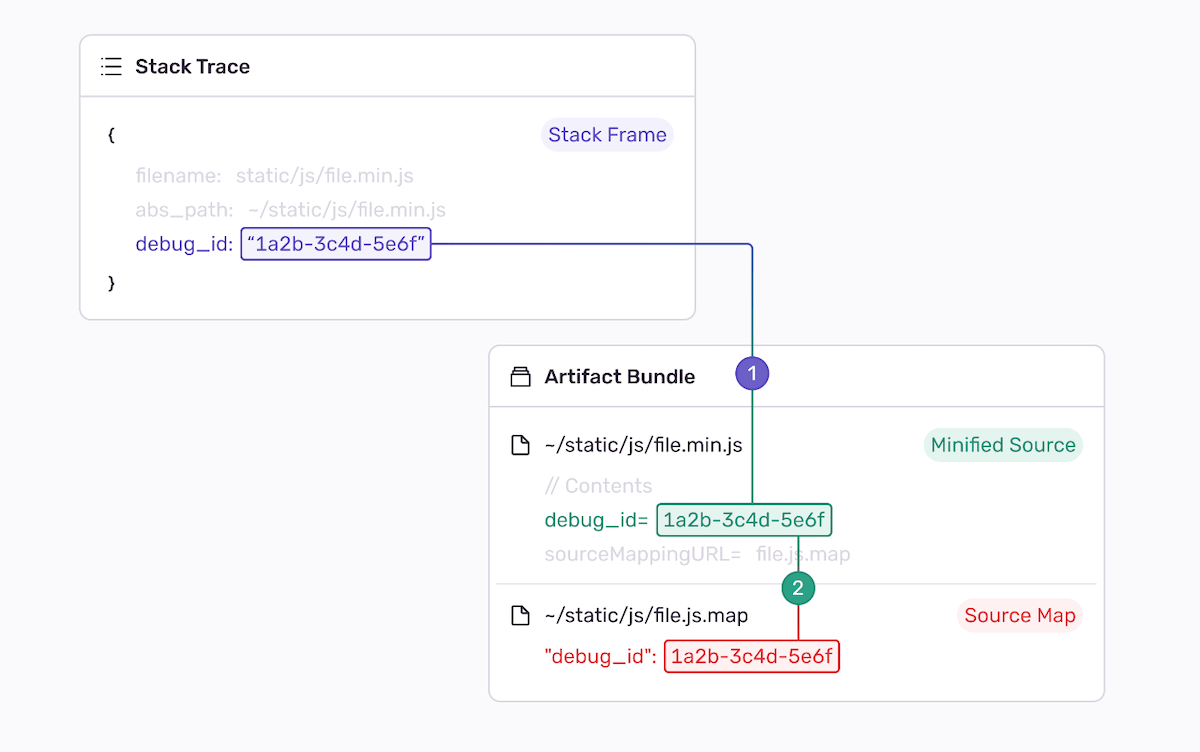 Stack Trace
{
Stack Frame
filename: static/js/file.min.js
abs_path: ~/static/js/file.min.js
debug_id: “1a2b-3c4d-5e6f”
}
Artifact Bundle
1
~/static/js/file.min.js
Minified Source
// Contents
debug_id= 1a2b-3c4d-5e6f
sourceMappingURL= file.js.map
2
~/static/js/file.js.map
Source Map
"debug_id": 1a2b-3c4d-5e6f